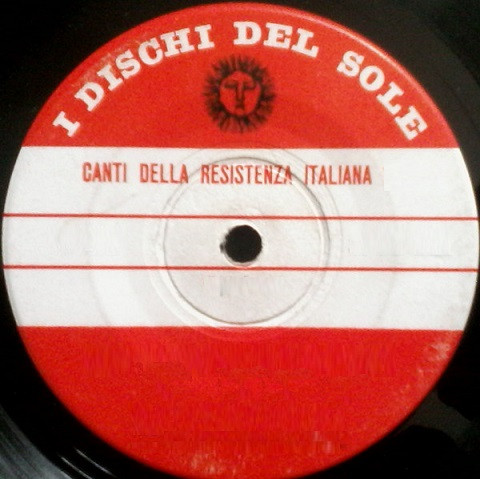 I DISCHI DEL SOLE
CANTI DELLA RESISTENZA ITALIANA